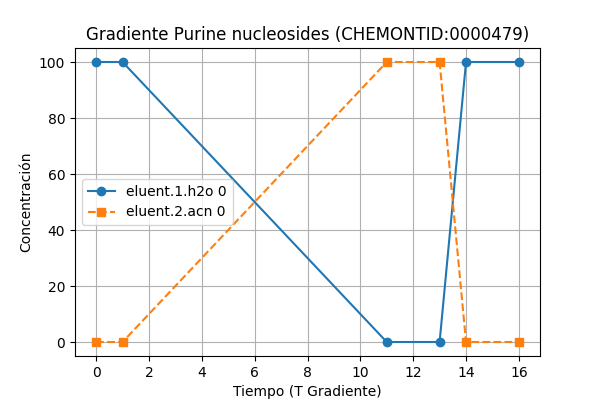 Gradiente Purine nucleosides (CHEMONTID:0000479)
100
80
60
40
20
0
Concentración
eluent.1.h2o 0
eluent.2.acn 0
0 2 4 6 8 10 12 14 16
Tiempo (T Gradiente)